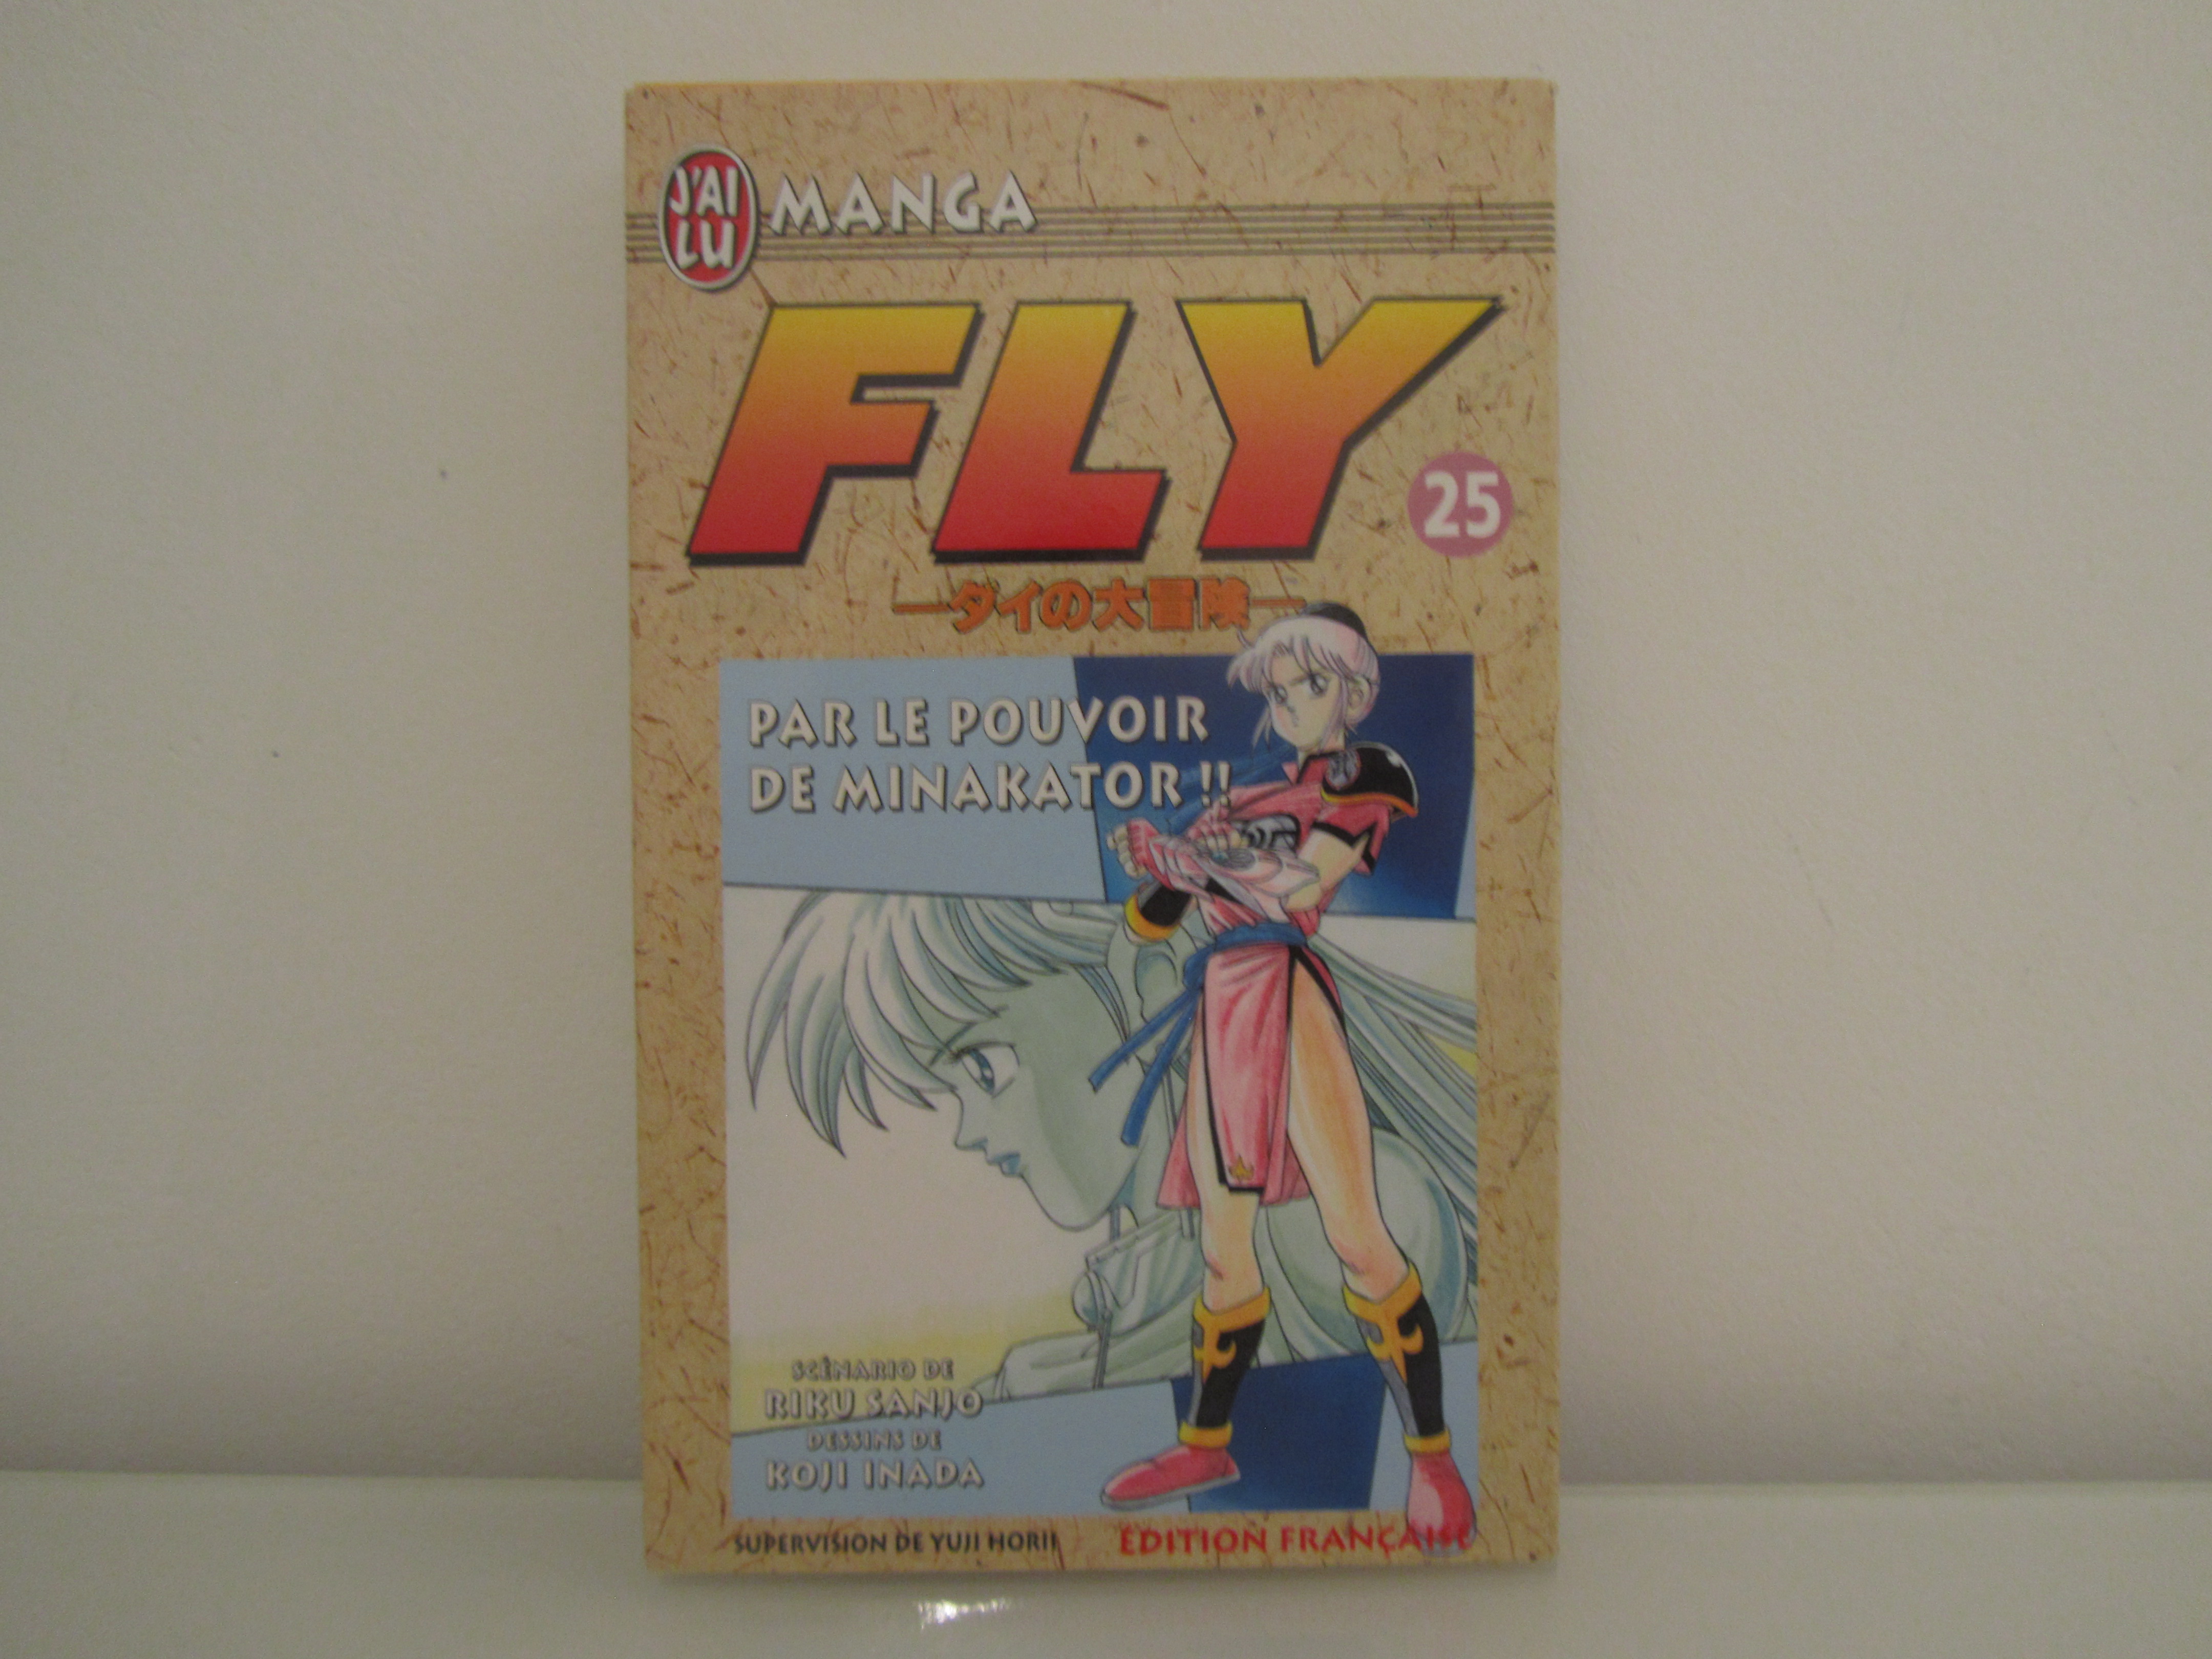 J'AI
LU
MANGA
FLY
25
ダイの大冒険
PAR LE POUVOIR
DE MINAKATOR !!
SCÉNARIO DE
RIKU SANJO
DESSINS DE
KOJI INADA
SUPERVISION DE YUJI HORII
ÉDITION FRANÇAISE